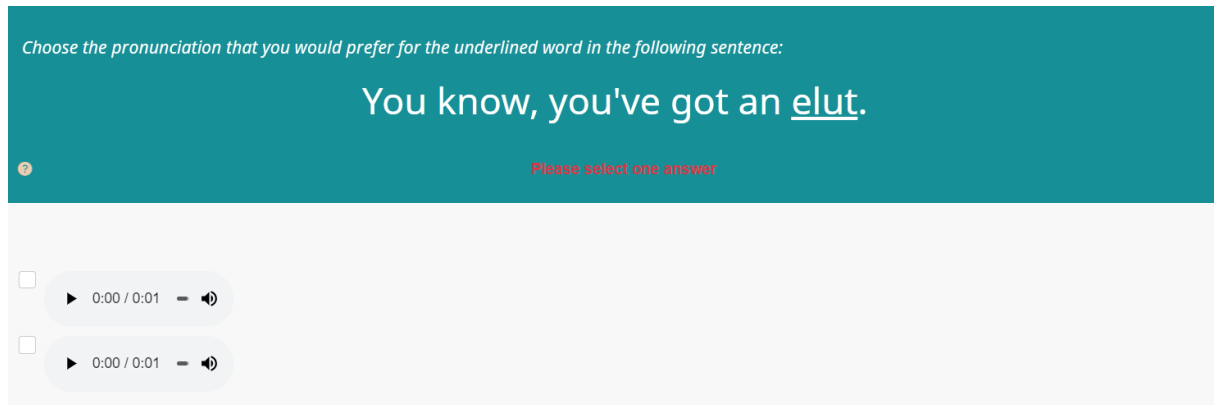 Choose the pronunciation that you would prefer for the underlined word in the following sentence:
You know, you've got an elut.
?
Please select one answer
0:00 / 0:01
0:00 / 0:01